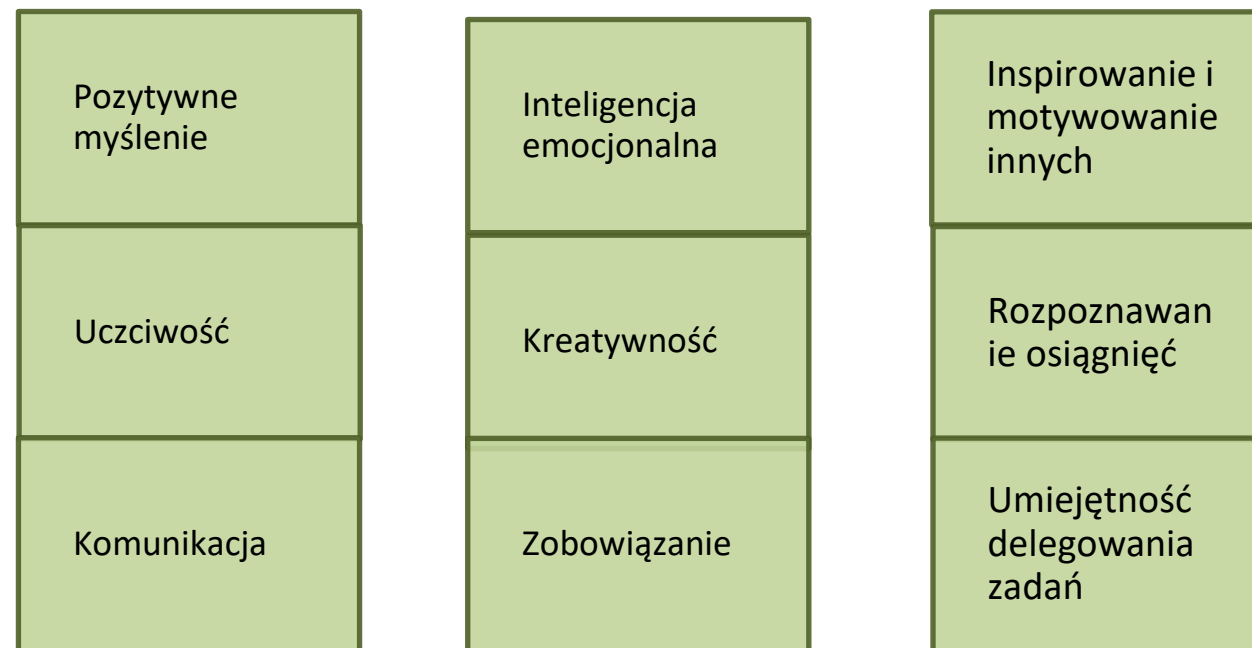 Pozytywne
myślenie
Uczciwość
Komunikacja
Inteligencja
emocjonalna
Kreatywność
Zobowiązanie
Inspirowanie i
motywowanie
innych
Rozpoznawan
ie osiągnięć
Umiejętność
delegowania
zadań